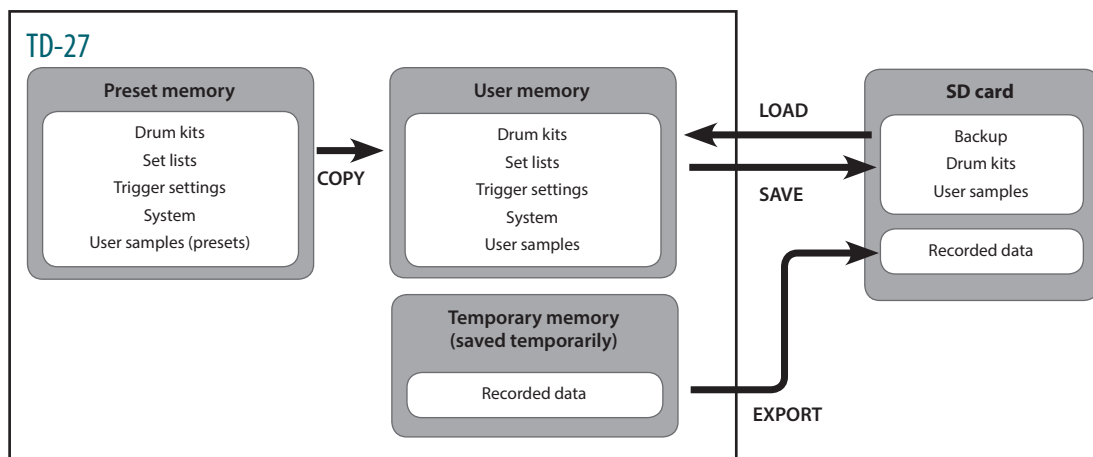 TD-27
Preset memory
Drum kits
Set lists
Trigger settings
System
User samples (presets)
COPY
User memory
Drum kits
Set lists
Trigger settings
System
User samples
Temporary memory
(saved temporarily)
Recorded data
LOAD
SAVE
EXPORT
SD card
Backup
Drum kits
User samples
Recorded data